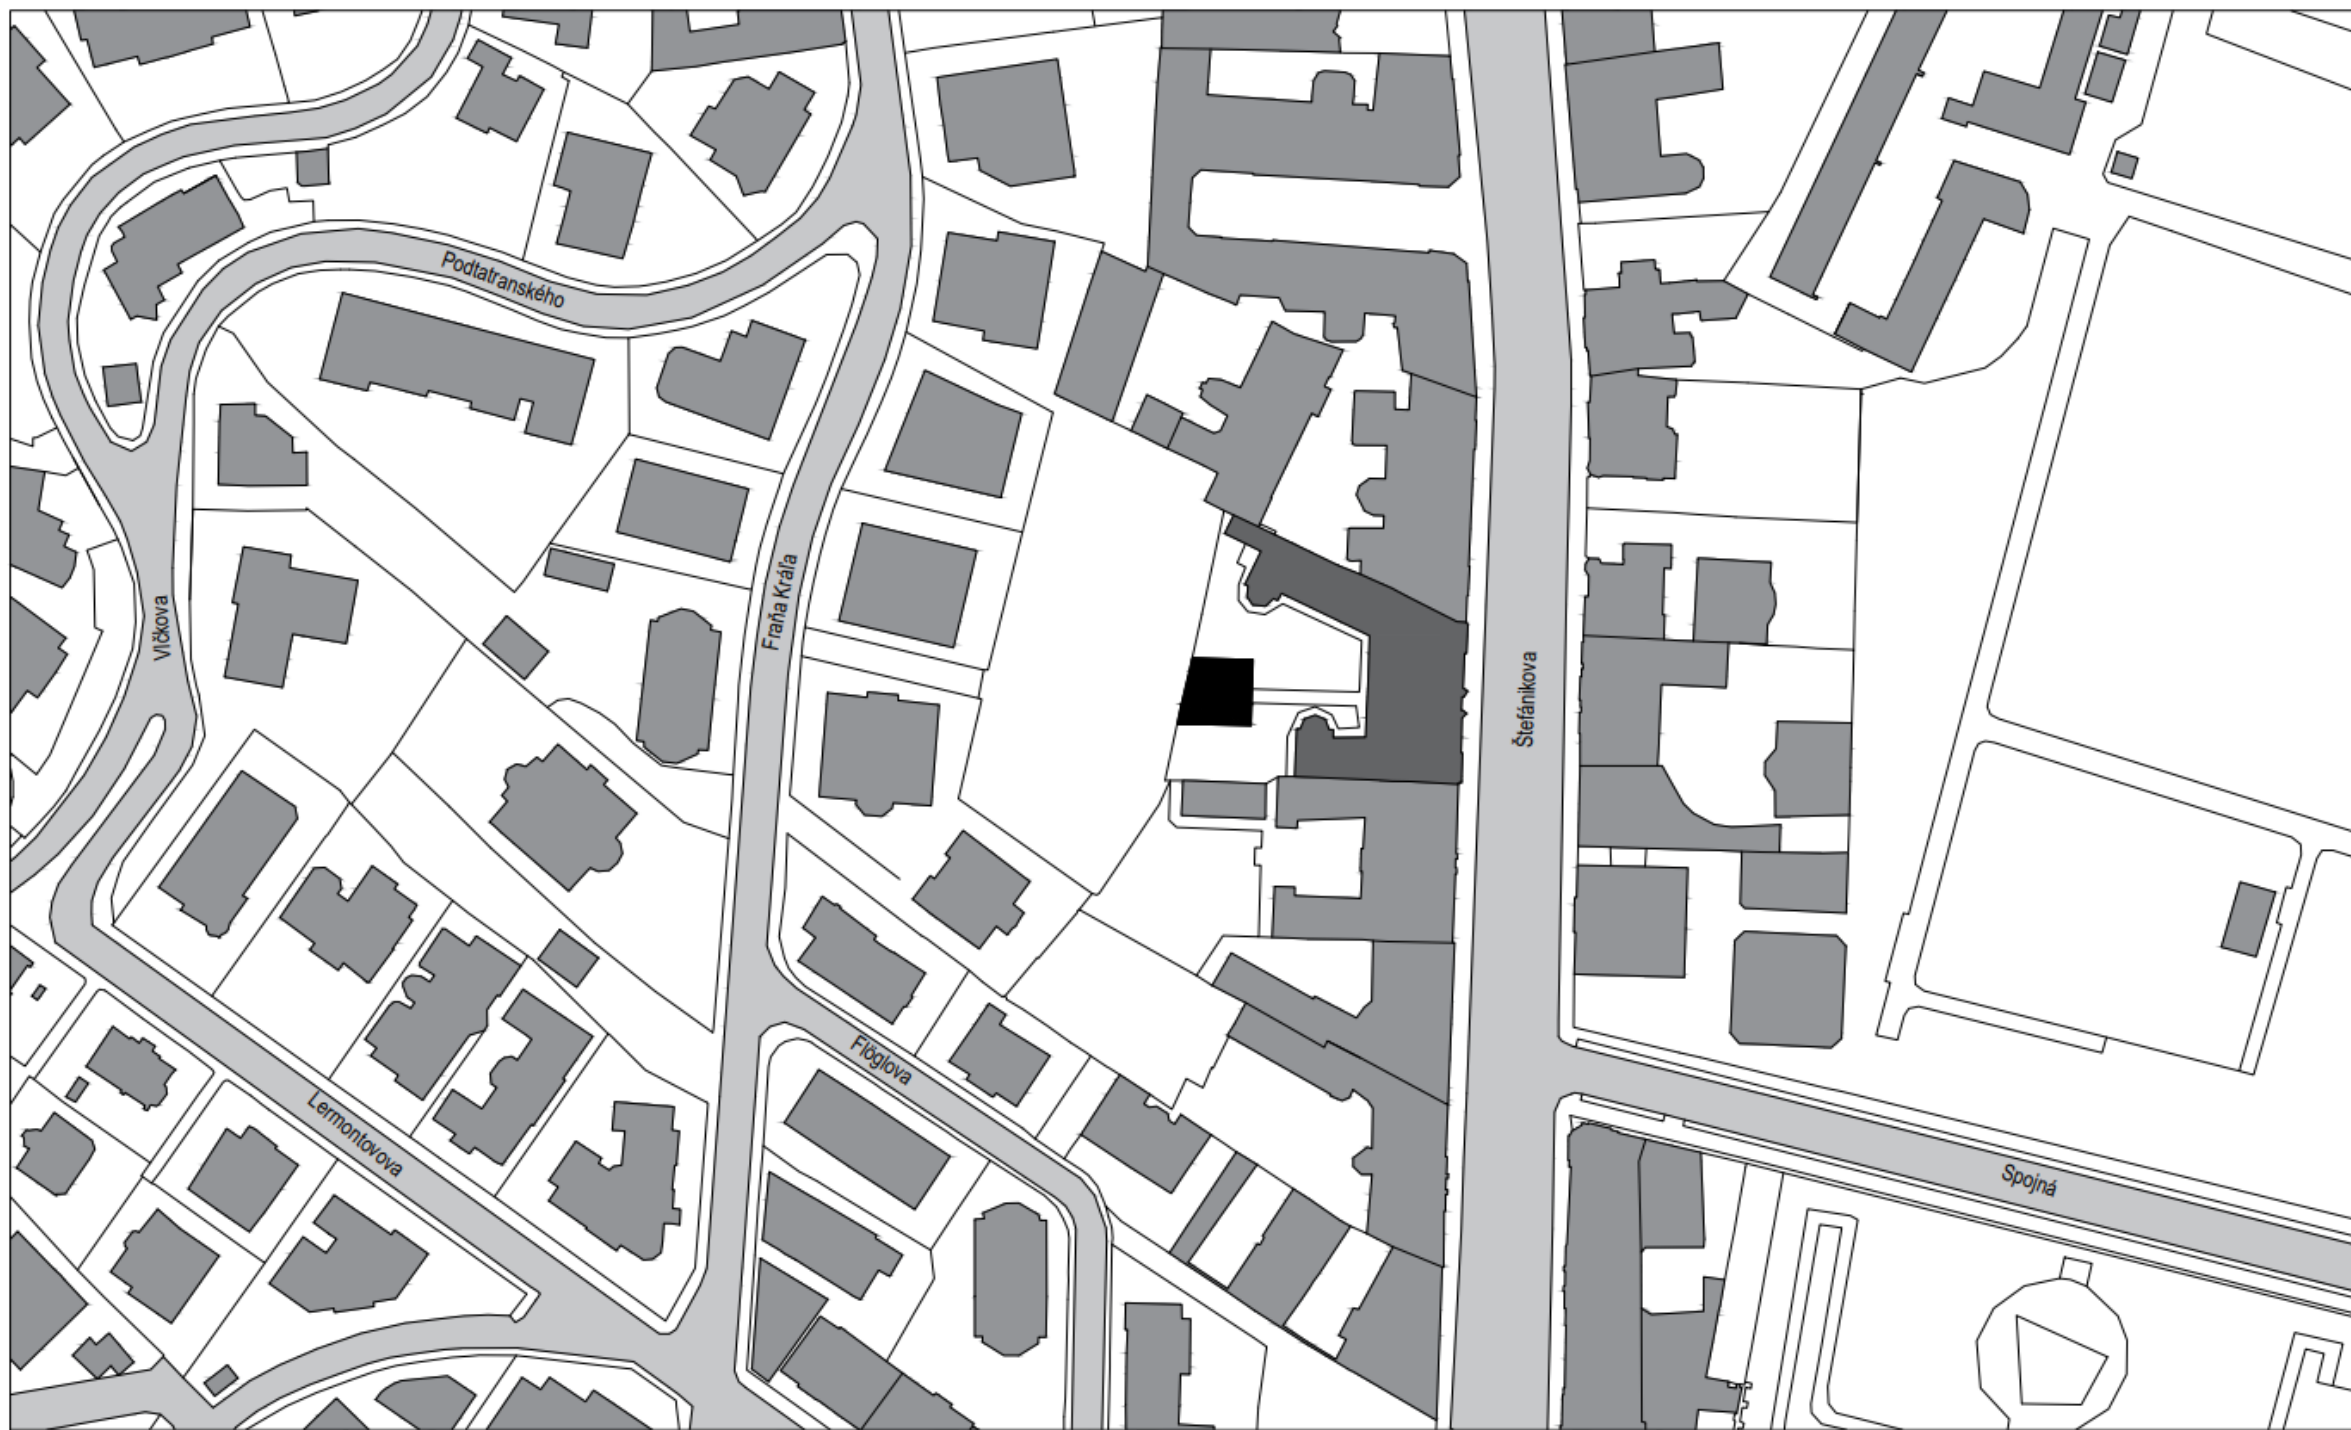 Podtatranského
Vlčkova
Fraňa Kráľa
Štefánikova
Flöglova
Lermontovova
Spojná